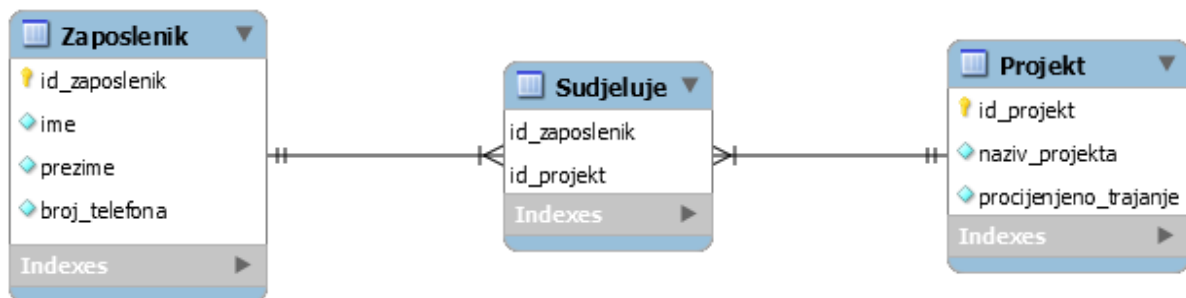 Zaposlenik
id_zaposlenik
ime
prezime
broj_telefona
Indexes
Sudjeluje
id_zaposlenik
id_projekt
Indexes
Projekt
id_projekt
naziv_projekta
procijenjeno_trajanje
Indexes